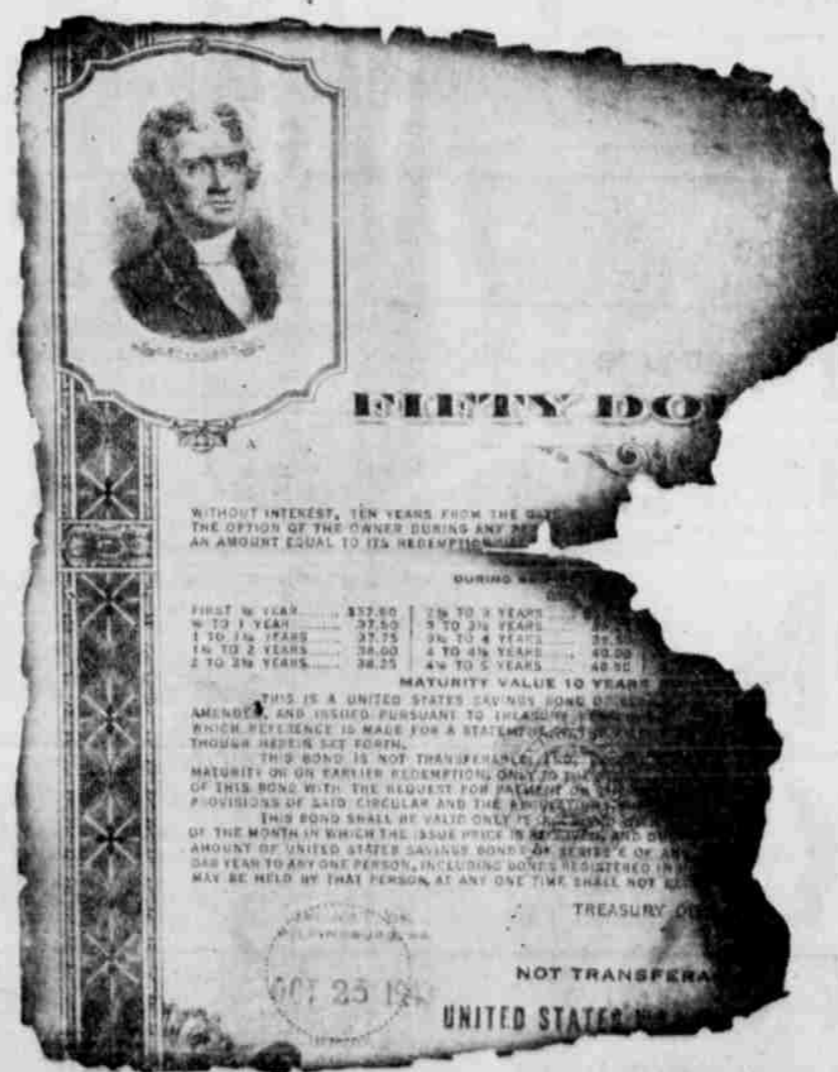 FIFTY DO
A
WITHOUT INTEREST, TEN YEARS FROM THE
THE OPTION OF THE OWNER DURING ANY
AN AMOUNT EQUAL TO ITS REDEMPTION
DURING
FIRST ½ YEAR $37.50 2½ TO 3 YEARS
½ TO 1 YEAR 37.50 3 TO 3½ YEARS
1 TO 1½ YEARS 37.75 3½ TO 4 YEARS
1½ TO 2 YEARS 38.00 4 TO 4½ YEARS 40.00
2 TO 2½ YEARS 38.25 4½ TO 5 YEARS
MATURITY VALUE 10 YEARS
THIS IS A UNITED STATES SAVINGS BOND OF
AMENDED, AND ISSUED PURSUANT TO TREASURY
WHICH REFERENCE IS MADE FOR A STATEMENT
THOUGH HEREIN SET FORTH.
THIS BOND IS NOT TRANSFERABLE, AND,
MATURITY OR ON EARLIER REDEMPTION, ONLY TO THE
OF THIS BOND WITH THE REQUEST FOR PAYMENT ON
PROVISIONS OF SAID CIRCULAR AND THE REGULATIONS
THIS BOND SHALL BE VALID ONLY
OF THE MONTH IN WHICH THE ISSUE PRICE IS RECEIVED, AND
AMOUNT OF UNITED STATES SAVINGS BONDS OF SERIES E OF
DAR YEAR TO ANY ONE PERSON, INCLUDING BONDS REGISTERED IN
MAY BE HELD BY THAT PERSON, AT ANY ONE TIME SHALL NOT
TREASURY
OCT 25
NOT TRANSFERA
UNITED STATES